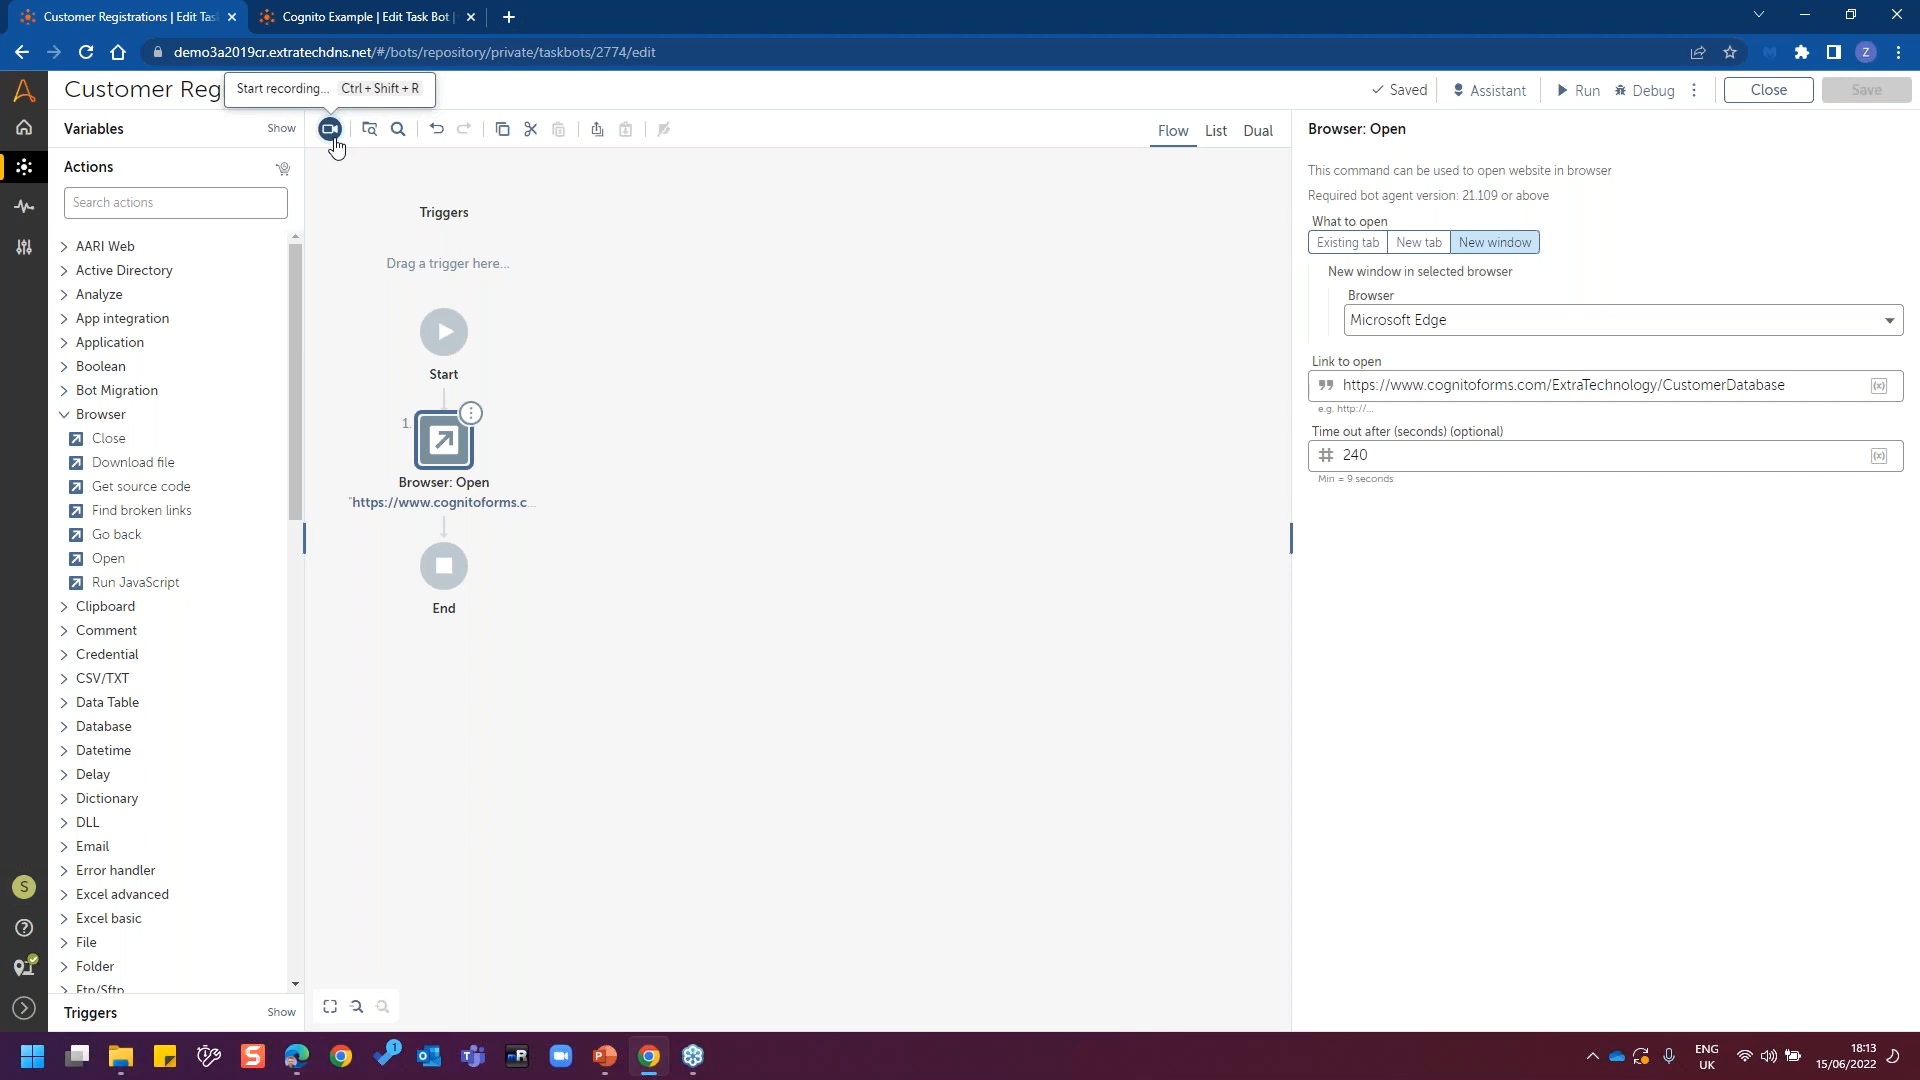 Customer Registrations | Edit Tas
Cognito Example | Edit Task Bot |
demo3a2019cr.extratechdns.net/#/bots/repository/private/taskbots/2774/edit
Z
Customer Reg
Start recording... Ctrl + Shift + R
Saved
Assistant
Run
Debug
Close
Save
Variables
Show
Flow
List
Dual
Browser: Open
Actions
Search actions
AARI Web
Active Directory
Analyze
App integration
Application
Boolean
Bot Migration
Browser
Close
Download file
Get source code
Find broken links
Go back
Open
Run JavaScript
Clipboard
Comment
Credential
CSV/TXT
Data Table
Database
Datetime
Delay
Dictionary
DLL
Email
Error handler
Excel advanced
Excel basic
File
Folder
Ftp/Sftp
Triggers
Show
S
Triggers
Drag a trigger here...
Start
1.
Browser: Open
"https://www.cognitoforms.c...
End
This command can be used to open website in browser
Required bot agent version: 21.109 or above
What to open
Existing tab
New tab
New window
New window in selected browser
Browser
Microsoft Edge
Link to open
https://www.cognitoforms.com/ExtraTechnology/CustomerDatabase
(x)
e.g. http://...
Time out after (seconds) (optional)
240
(x)
Min = 9 seconds
1
ENG
UK
18:13
15/06/2022